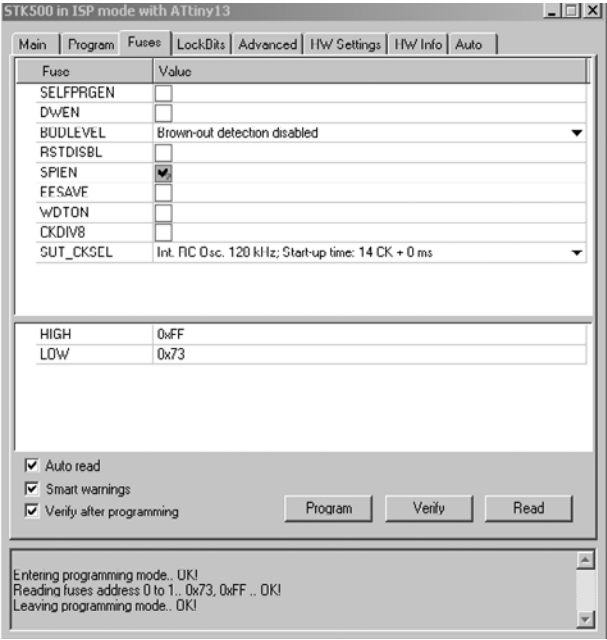 STK500 in ISP mode with ATtiny13
Main Program Fuses LockBits Advanced HW Settings HW Info Auto
Fuse Value
SELFPRGEN
DWEN
BODLEVEL Brown-out detection disabled
RSTDISBL
SPIEN
EESAVE
WDTON
CKDIV8
SUT_CKSEL Int. RC Osc. 120 kHz; Start-up time: 14 CK + 0 ms
HIGH 0xFF
LOW 0x73
Auto read
Smart warnings
Verify after programming
Program Verify Read
Entering programming mode.. OK!
Reading fuses address 0 to 1.. 0x73, 0xFF .. OK!
Leaving programming mode.. OK!